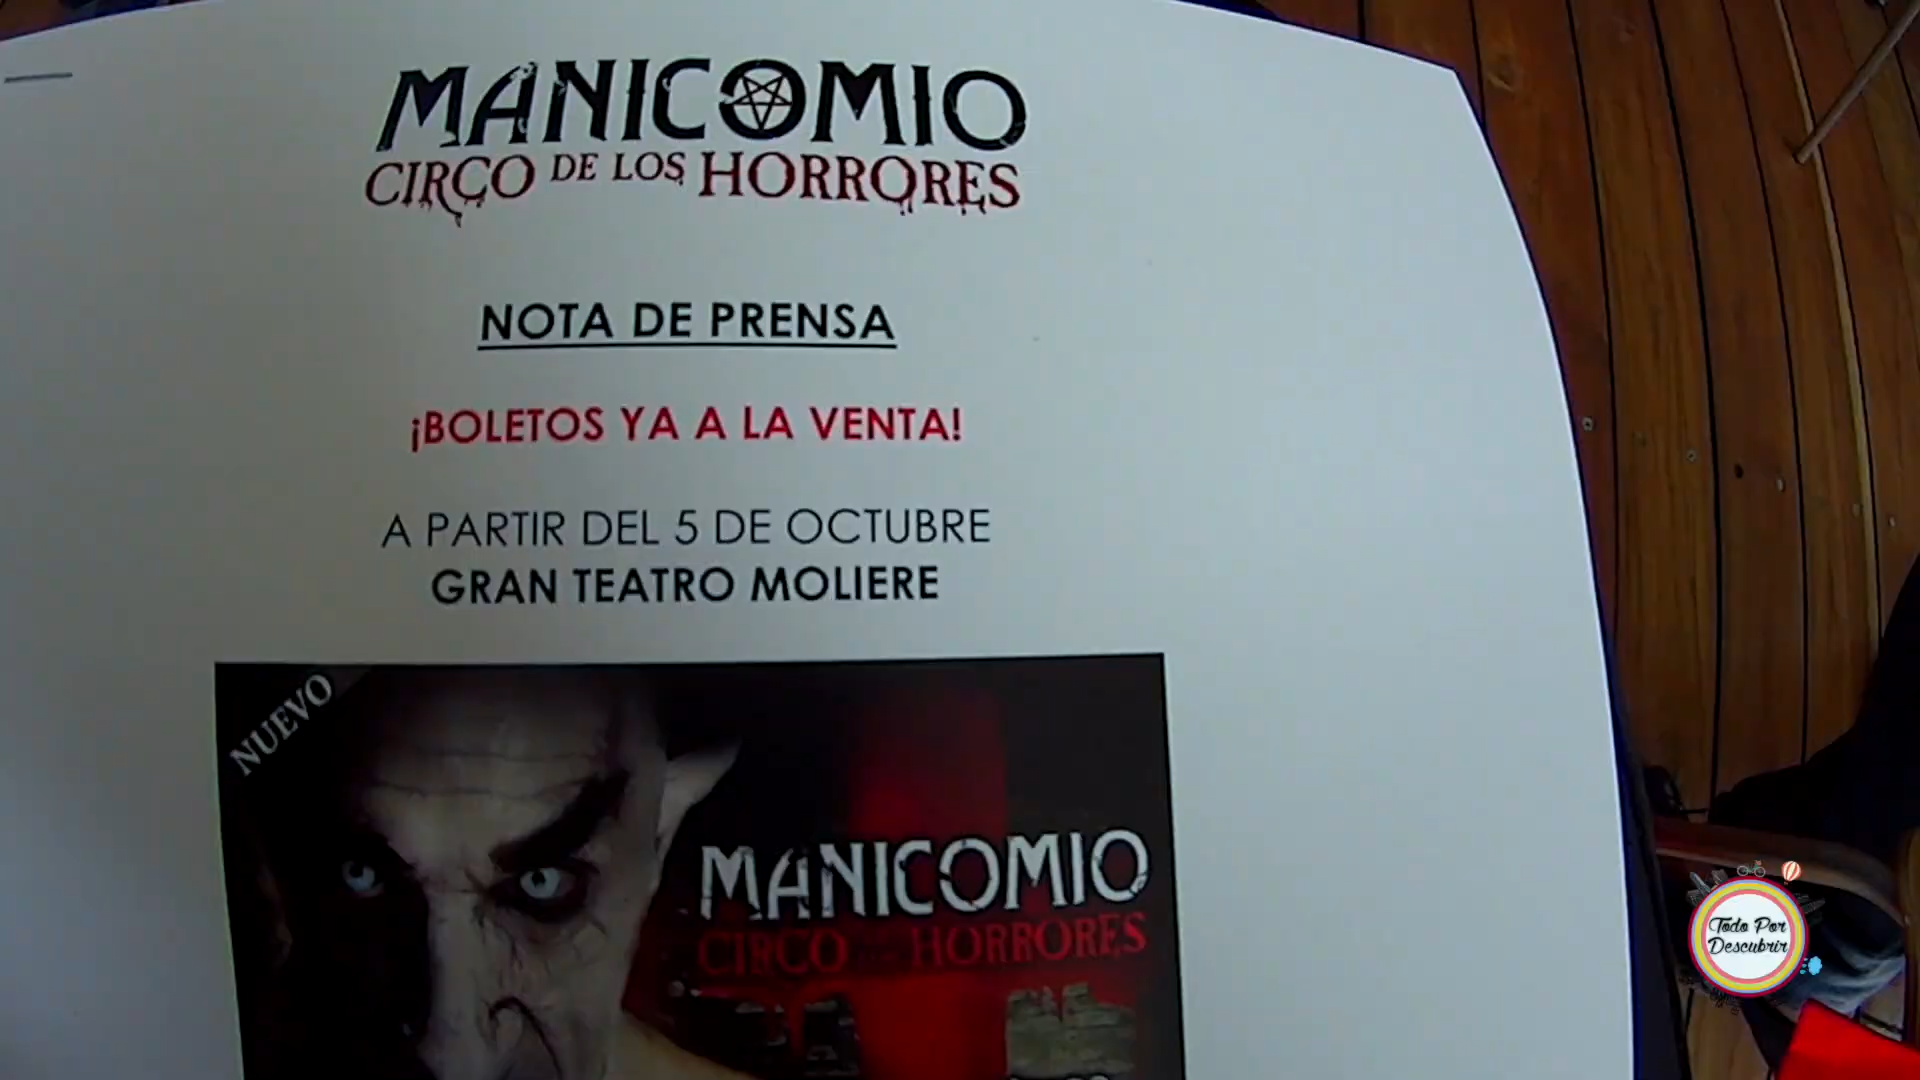 MANICOMIO
CIRCO DE LOS HORRORES
NOTA DE PRENSA
¡BOLETOS YA A LA VENTA!
A PARTIR DEL 5 DE OCTUBRE
GRAN TEATRO MOLIERE
NUEVO
MANICOMIO
CIRCO HORRORES
Todo Por
Descubrir